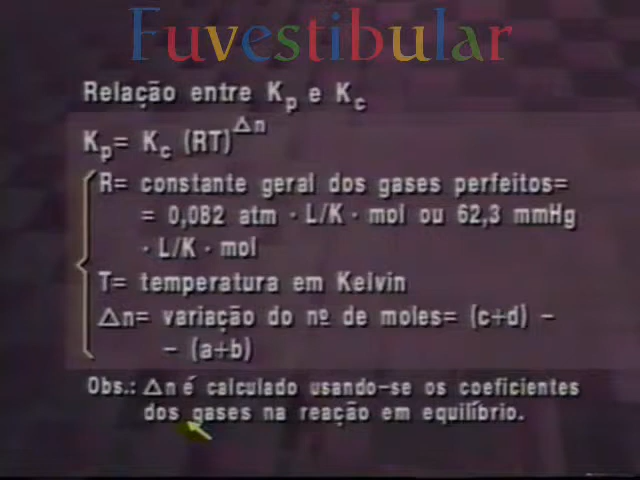 Fuvestibular
Relação entre Kp e Kc
Kp= Kc (RT)^Δn
R= constante geral dos gases perfeitos=
= 0,082 atm · L/K · mol ou 62,3 mmHg
· L/K · mol
T= temperatura em Kelvin
Δn= variação do nº de moles= (c+d) -
- (a+b)
Obs.: Δn é calculado usando-se os coeficientes
dos gases na reação em equilíbrio.